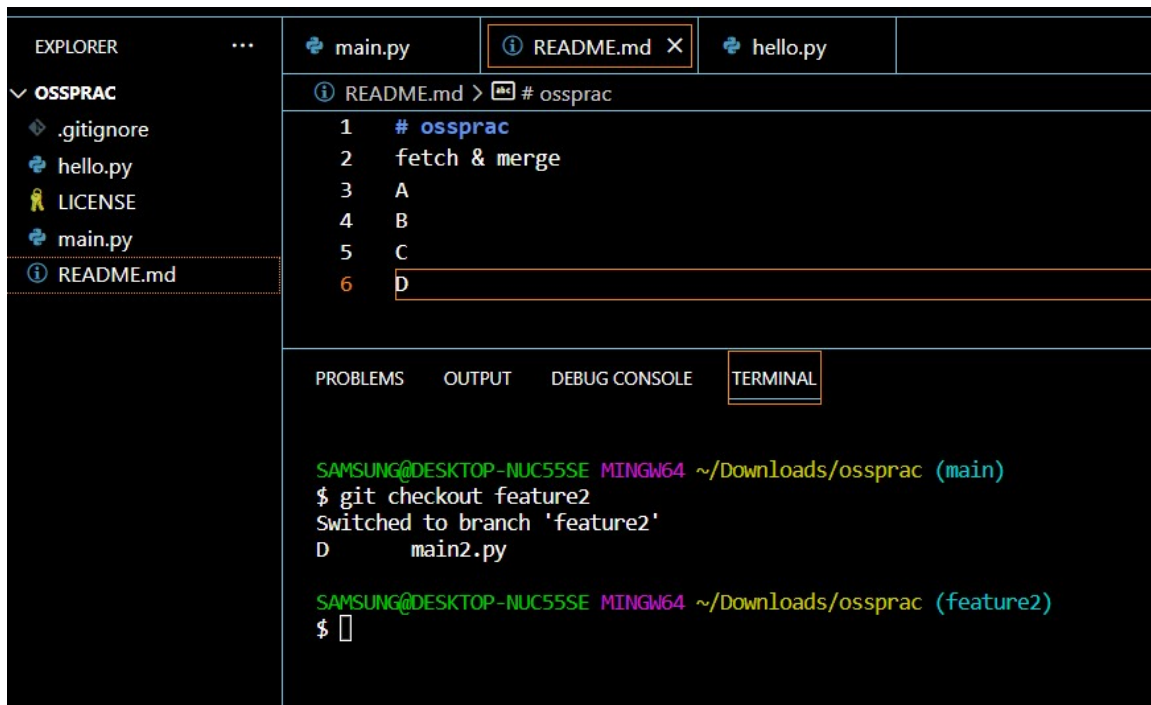 EXPLORER ···
OSSPRAC
.gitignore
hello.py
LICENSE
main.py
README.md
main.py README.md hello.py
README.md > abc # ossprac
1 # ossprac
2 fetch & merge
3 A
4 B
5 C
6 D
PROBLEMS OUTPUT DEBUG CONSOLE TERMINAL
SAMSUNG@DESKTOP-NUC55SE MINGW64 ~/Downloads/ossprac (main)
$ git checkout feature2
Switched to branch 'feature2'
D main2.py
SAMSUNG@DESKTOP-NUC55SE MINGW64 ~/Downloads/ossprac (feature2)
$